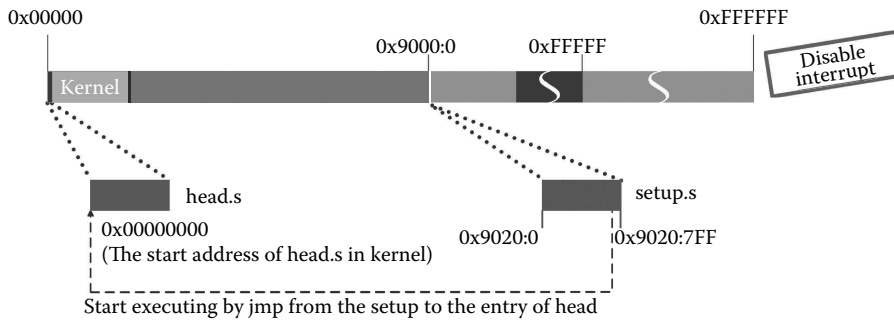 0x00000
0x9000:0
0xFFFFF
0xFFFFFF
Disable
interrupt
Kernel
head.s
setup.s
0x00000000
(The start address of head.s in kernel)
0x9020:0
0x9020:7FF
Start executing by jmp from the setup to the entry of head